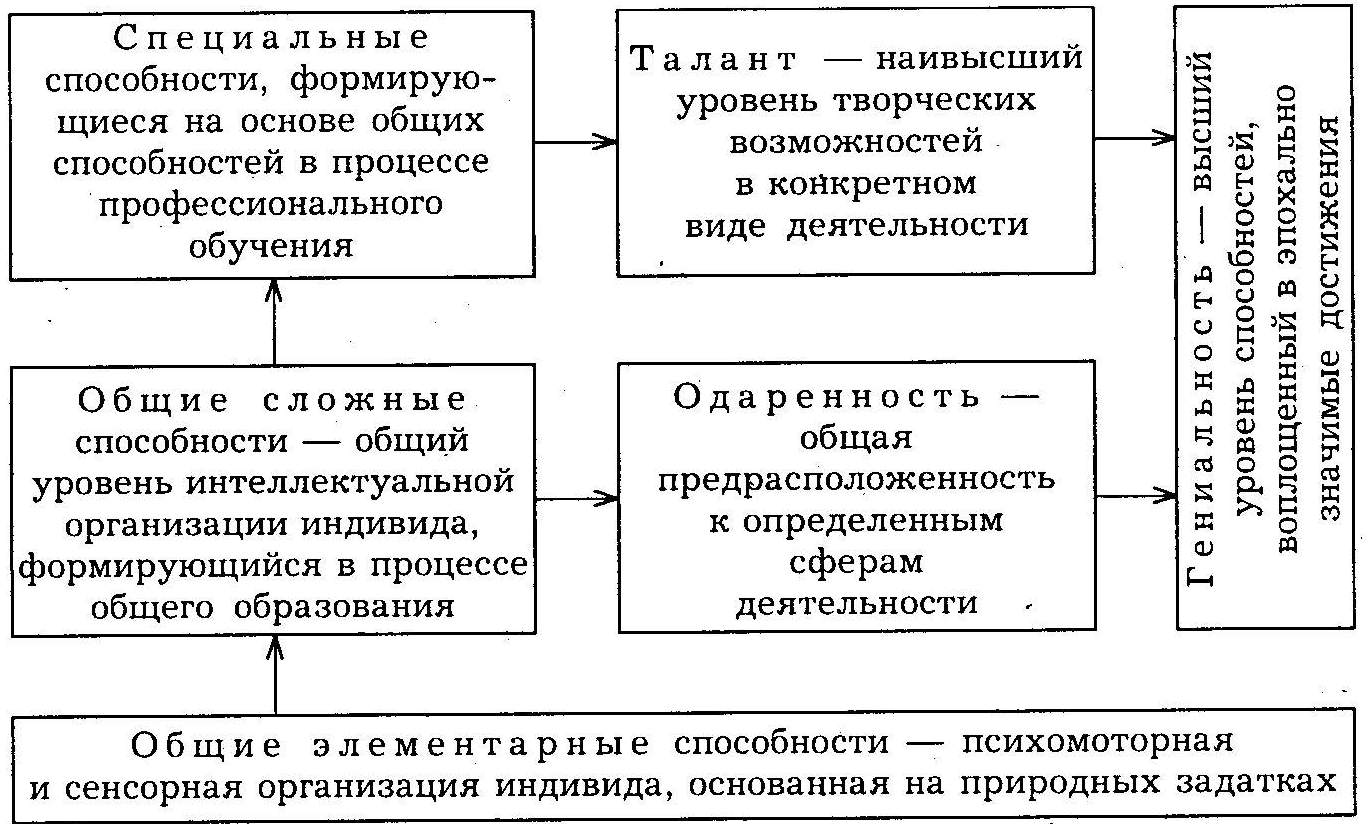 Специальные
способности, формирую-
щиеся на основе общих
способностей в процессе
профессионального
обучения
Талант — наивысший
уровень творческих
возможностей
в конкретном
виде деятельности
Гениальность — высший
уровень способностей,
воплощенный в эпохально
значимые достижения
Общие сложные
способности — общий
уровень интеллектуальной
организации индивида,
формирующийся в процессе
общего образования
Одаренность —
общая
предрасположенность
к определенным
сферам
деятельности
Общие элементарные способности — психомоторная
и сенсорная организация индивида, основанная на природных задатках